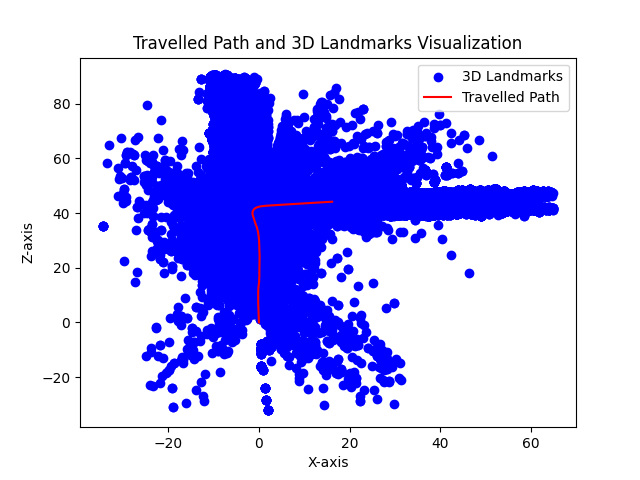 Travelled Path and 3D Landmarks Visualization
3D Landmarks
Travelled Path
80
60
40
20
0
−20
Z-axis
−20 0 20 40 60
X-axis